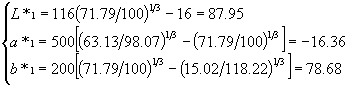 L*₁ = 116(71.79/100)^{1/3} − 16 = 87.95
a*₁ = 500[(63.13/98.07)^{1/3} − (71.79/100)^{1/3}] = −16.36
b*₁ = 200[(71.79/100)^{1/3} − (15.02/118.22)^{1/3}] = 78.68